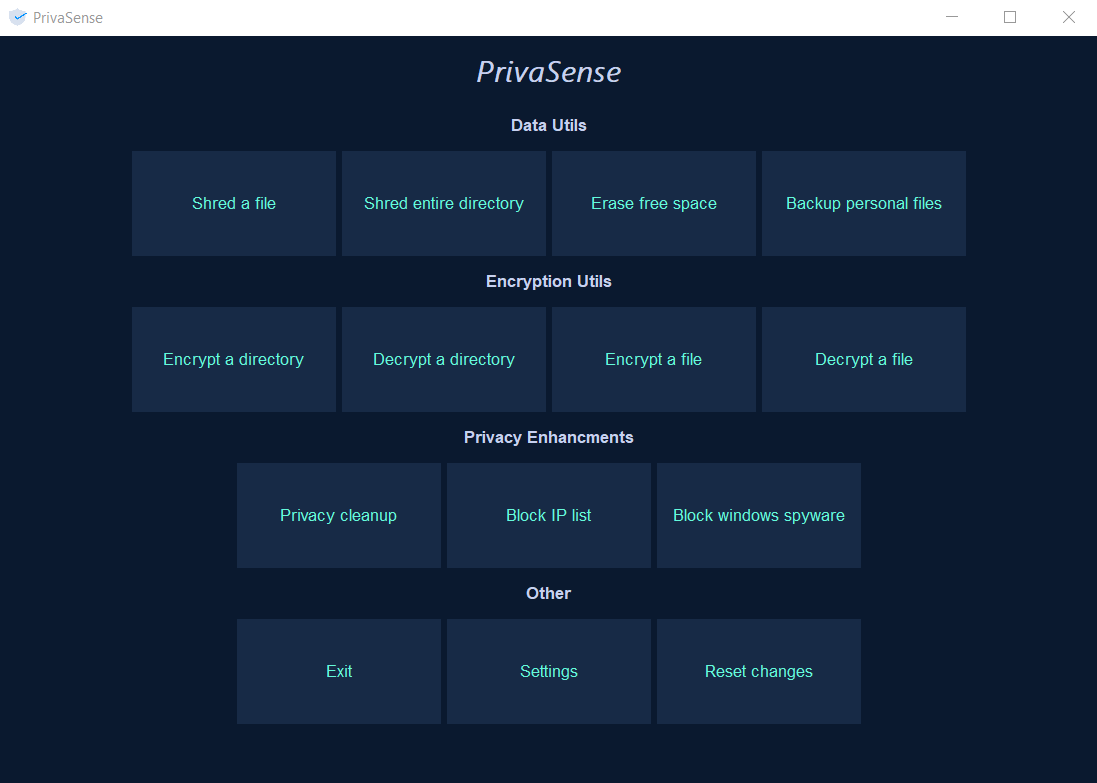 PrivaSense
PrivaSense
Data Utils
Shred a file
Shred entire directory
Erase free space
Backup personal files
Encryption Utils
Encrypt a directory
Decrypt a directory
Encrypt a file
Decrypt a file
Privacy Enhancments
Privacy cleanup
Block IP list
Block windows spyware
Other
Exit
Settings
Reset changes